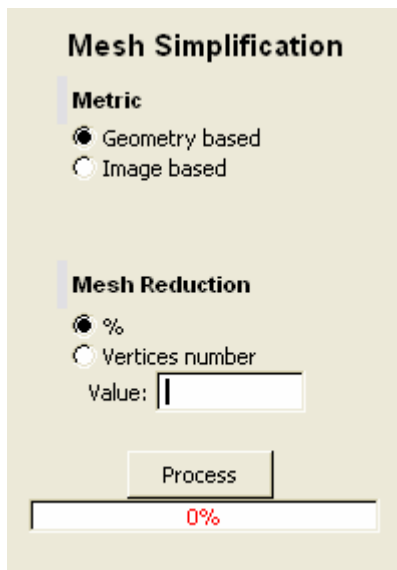 Mesh Simplification
Metric
Geometry based
Image based
Mesh Reduction
%
Vertices number
Value:
Process
0%